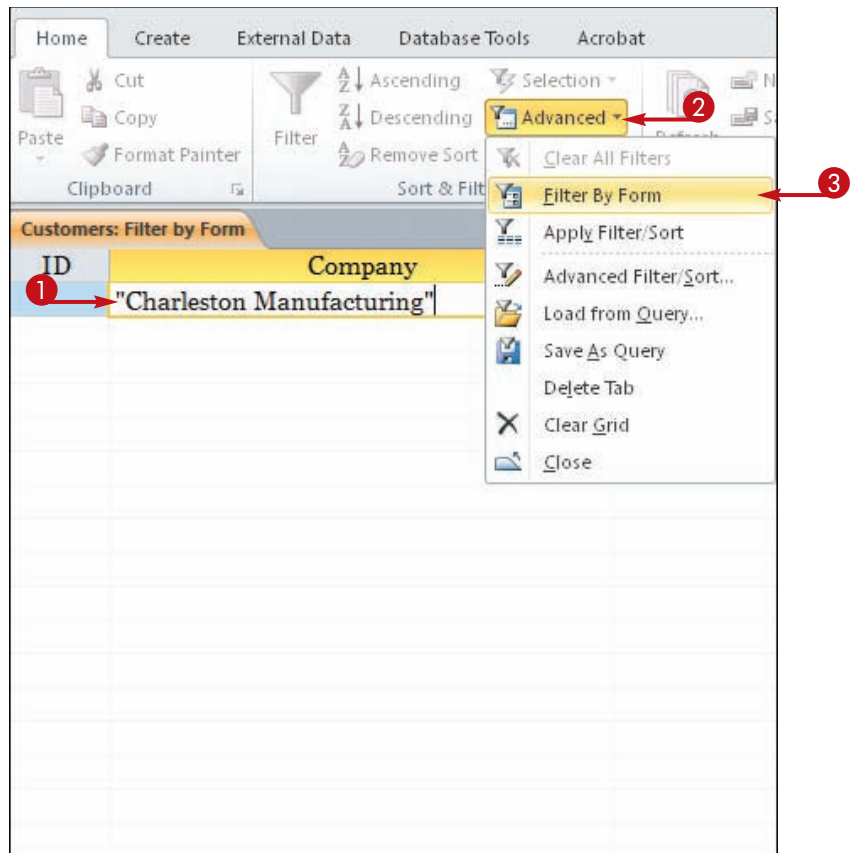 Home Create External Data Database Tools Acrobat
Cut
Copy
Format Painter
Paste
Clipboard
Filter
Ascending
Descending
Remove Sort
Selection
Advanced
Sort & Filt
2
Clear All Filters
Filter By Form
3
Apply Filter/Sort
Advanced Filter/Sort...
Load from Query...
Save As Query
Delete Tab
Clear Grid
Close
Customers: Filter by Form
ID Company
1
"Charleston Manufacturing"